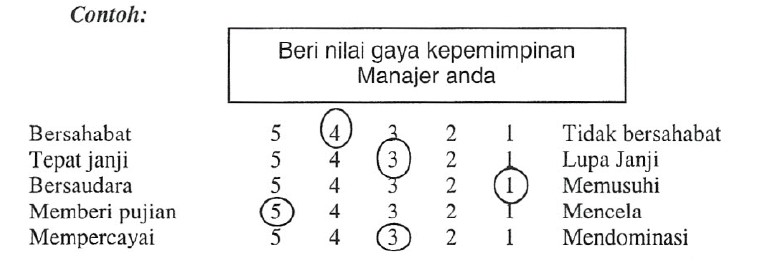 Contoh:
Beri nilai gaya kepemimpinan
Manajer anda
Bersahabat 5 4 3 2 1 Tidak bersahabat
Tepat janji 5 4 3 2 1 Lupa Janji
Bersaudara 5 4 3 2 1 Memusuhi
Memberi pujian 5 4 3 2 1 Mencela
Mempercayai 5 4 3 2 1 Mendominasi